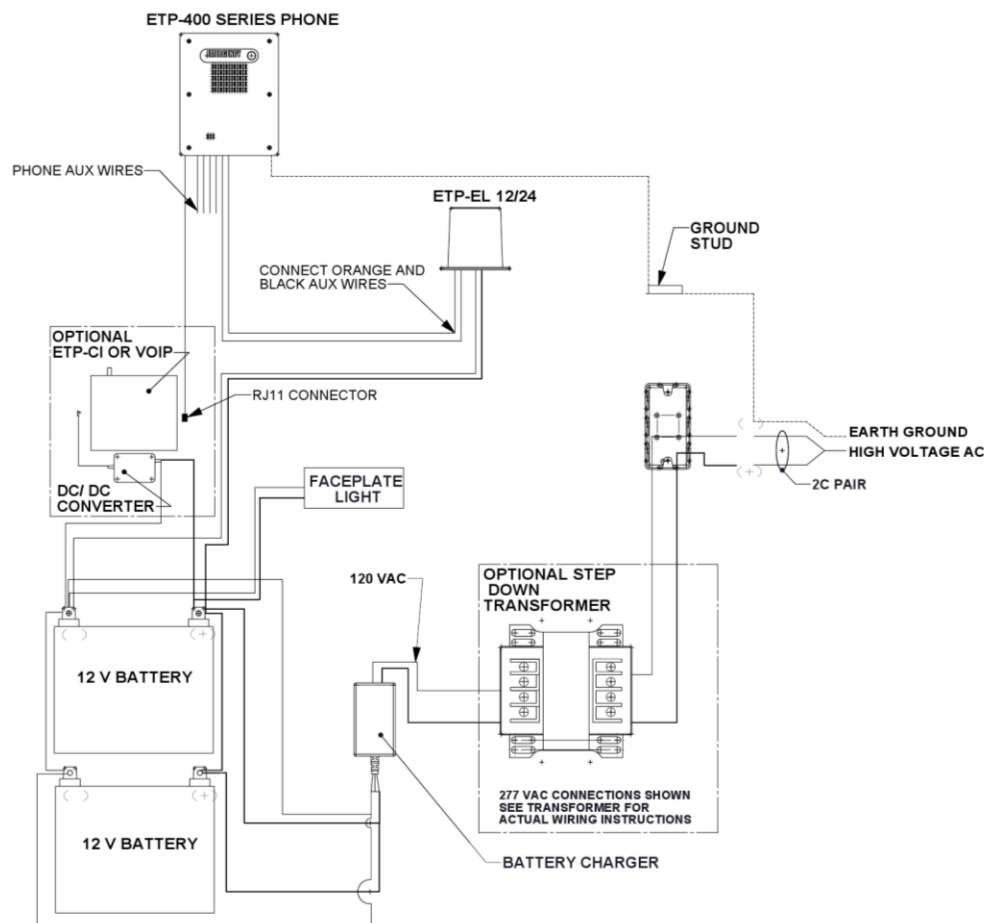 ETP-400 SERIES PHONE
PHONE AUX WIRES
ETP-EL 12/24
GROUND
STUD
CONNECT ORANGE AND
BLACK AUX WIRES
OPTIONAL
ETP-CI OR VOIP
RJ11 CONNECTOR
EARTH GROUND
HIGH VOLTAGE AC
2C PAIR
DC/ DC
CONVERTER
FACEPLATE
LIGHT
120 VAC
OPTIONAL STEP
DOWN
TRANSFORMER
12 V BATTERY
277 VAC CONNECTIONS SHOWN
SEE TRANSFORMER FOR
ACTUAL WIRING INSTRUCTIONS
12 V BATTERY
BATTERY CHARGER